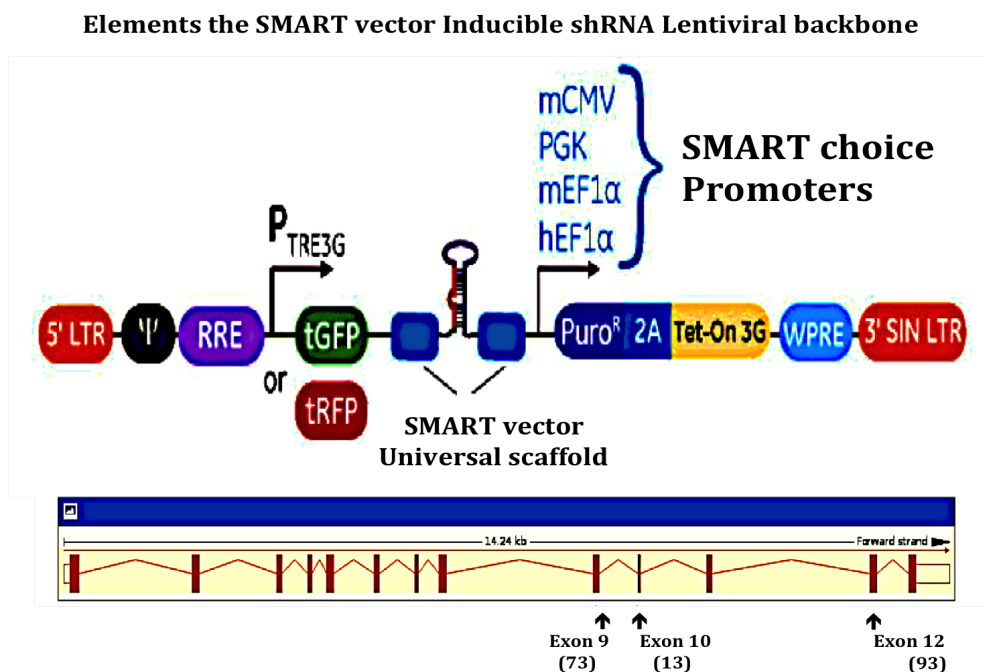 Elements the SMART vector Inducible shRNA Lentiviral backbone
mCMV
PGK
mEF1α
hEF1α
SMART choice
Promoters
P TRE3G
5' LTR
Ψ
RRE
tGFP
or
tRFP
Puroᴿ
2A
Tet-On 3G
WPRE
3' SIN LTR
SMART vector
Universal scaffold
14.24 kb
Forward strand
Exon 9
(73)
Exon 10
(13)
Exon 12
(93)